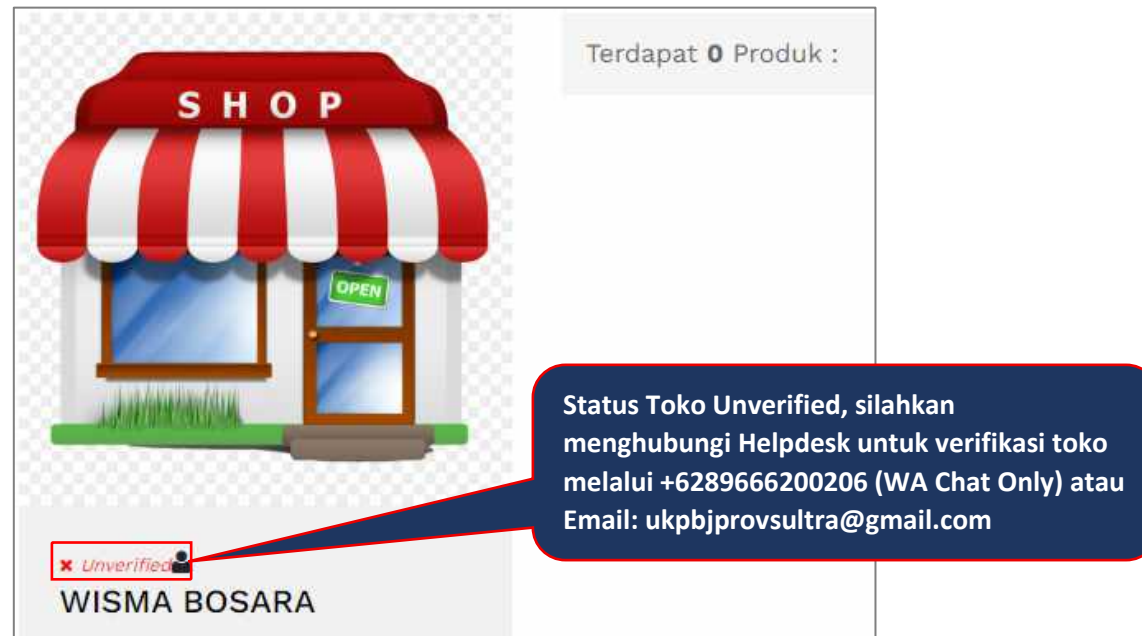 SHOP
OPEN
Terdapat 0 Produk :
Status Toko Unverified, silahkan
menghubungi Helpdesk untuk verifikasi toko
melalui +6289666200206 (WA Chat Only) atau
Email: ukpbjprovsultra@gmail.com
× Unverified
WISMA BOSARA